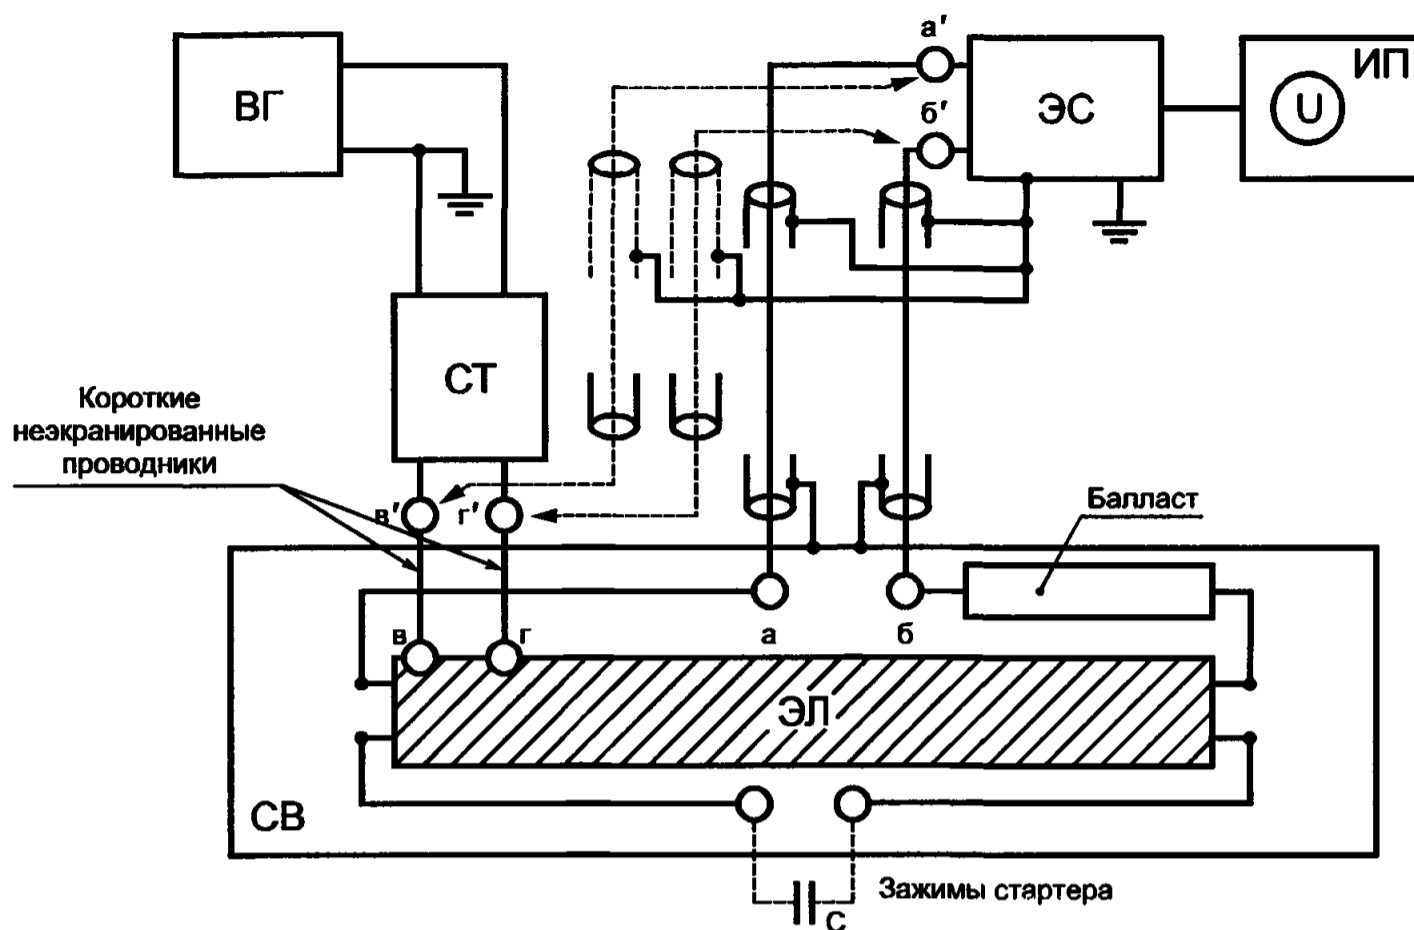 а′
ВГ
б′
ЭС
ИП
U
СТ
Короткие
неэкранированные
проводники
в′
г′
Балласт
в
г
а
б
ЭЛ
СВ
Зажимы стартера
С